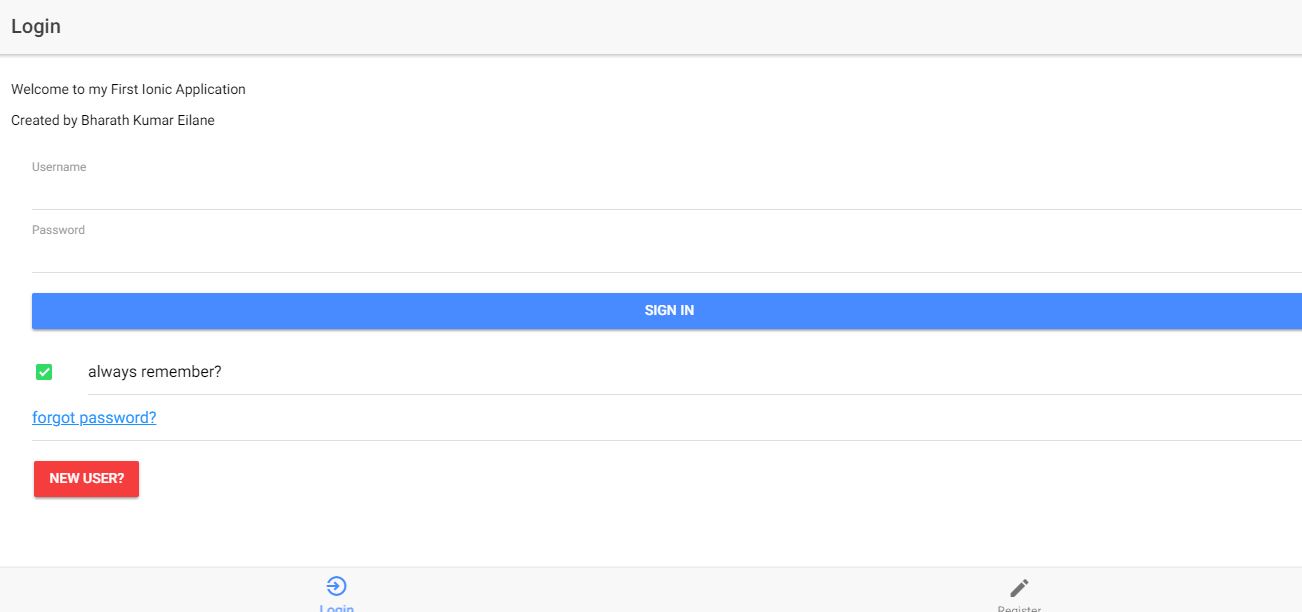 Login
Welcome to my First Ionic Application
Created by Bharath Kumar Eilane
Username
Password
SIGN IN
always remember?
forgot password?
NEW USER?
Login
Register